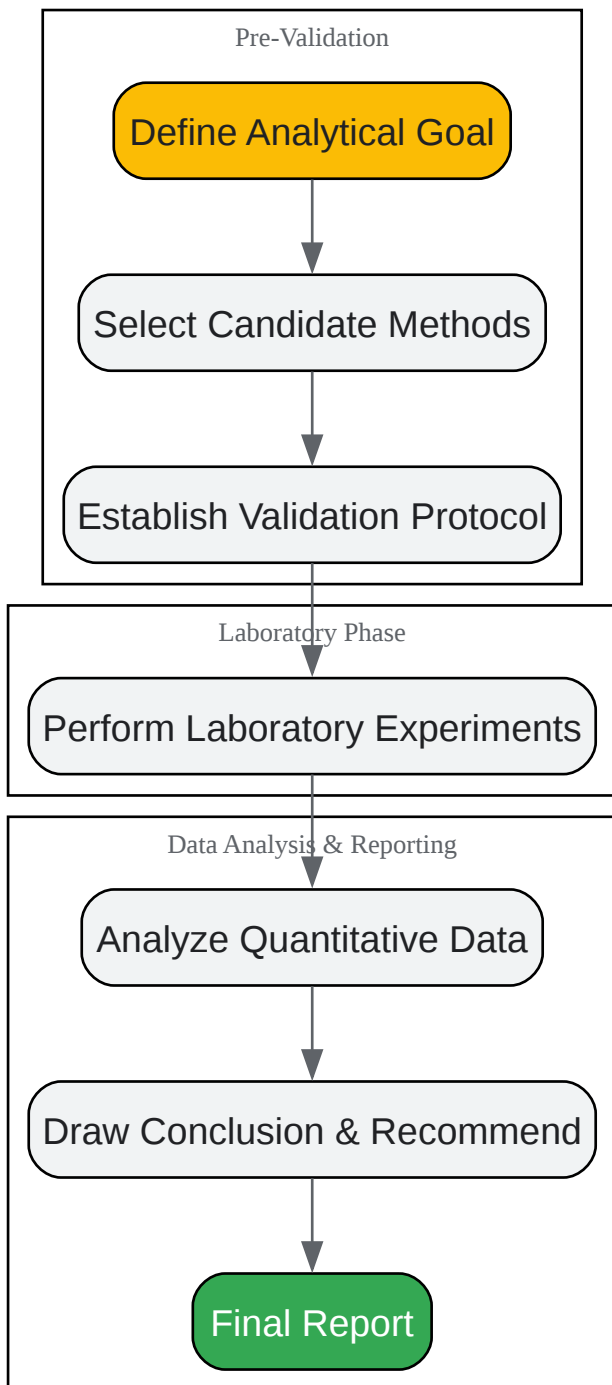 Pre-Validation
Define Analytical Goal
Select Candidate Methods
Establish Validation Protocol
Laboratory Phase
Perform Laboratory Experiments
Data Analysis & Reporting
Analyze Quantitative Data
Draw Conclusion & Recommend
Final Report